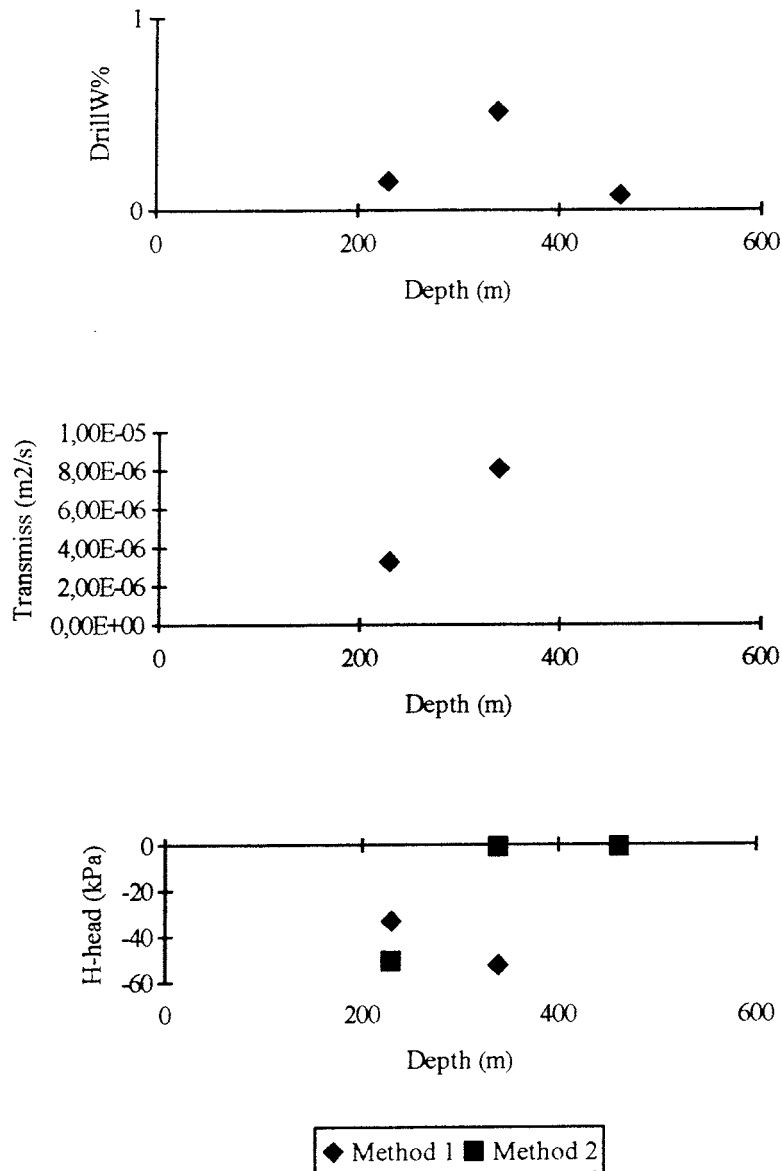 1
DrillW%
0
0 200 400 600
Depth (m)
1,00E-05
8,00E-06
6,00E-06
4,00E-06
2,00E-06
0,00E+00
Transmiss (m2/s)
0 200 400 600
Depth (m)
0
-20
-40
-60
H-head (kPa)
0 200 400 600
Depth (m)
Method 1 Method 2